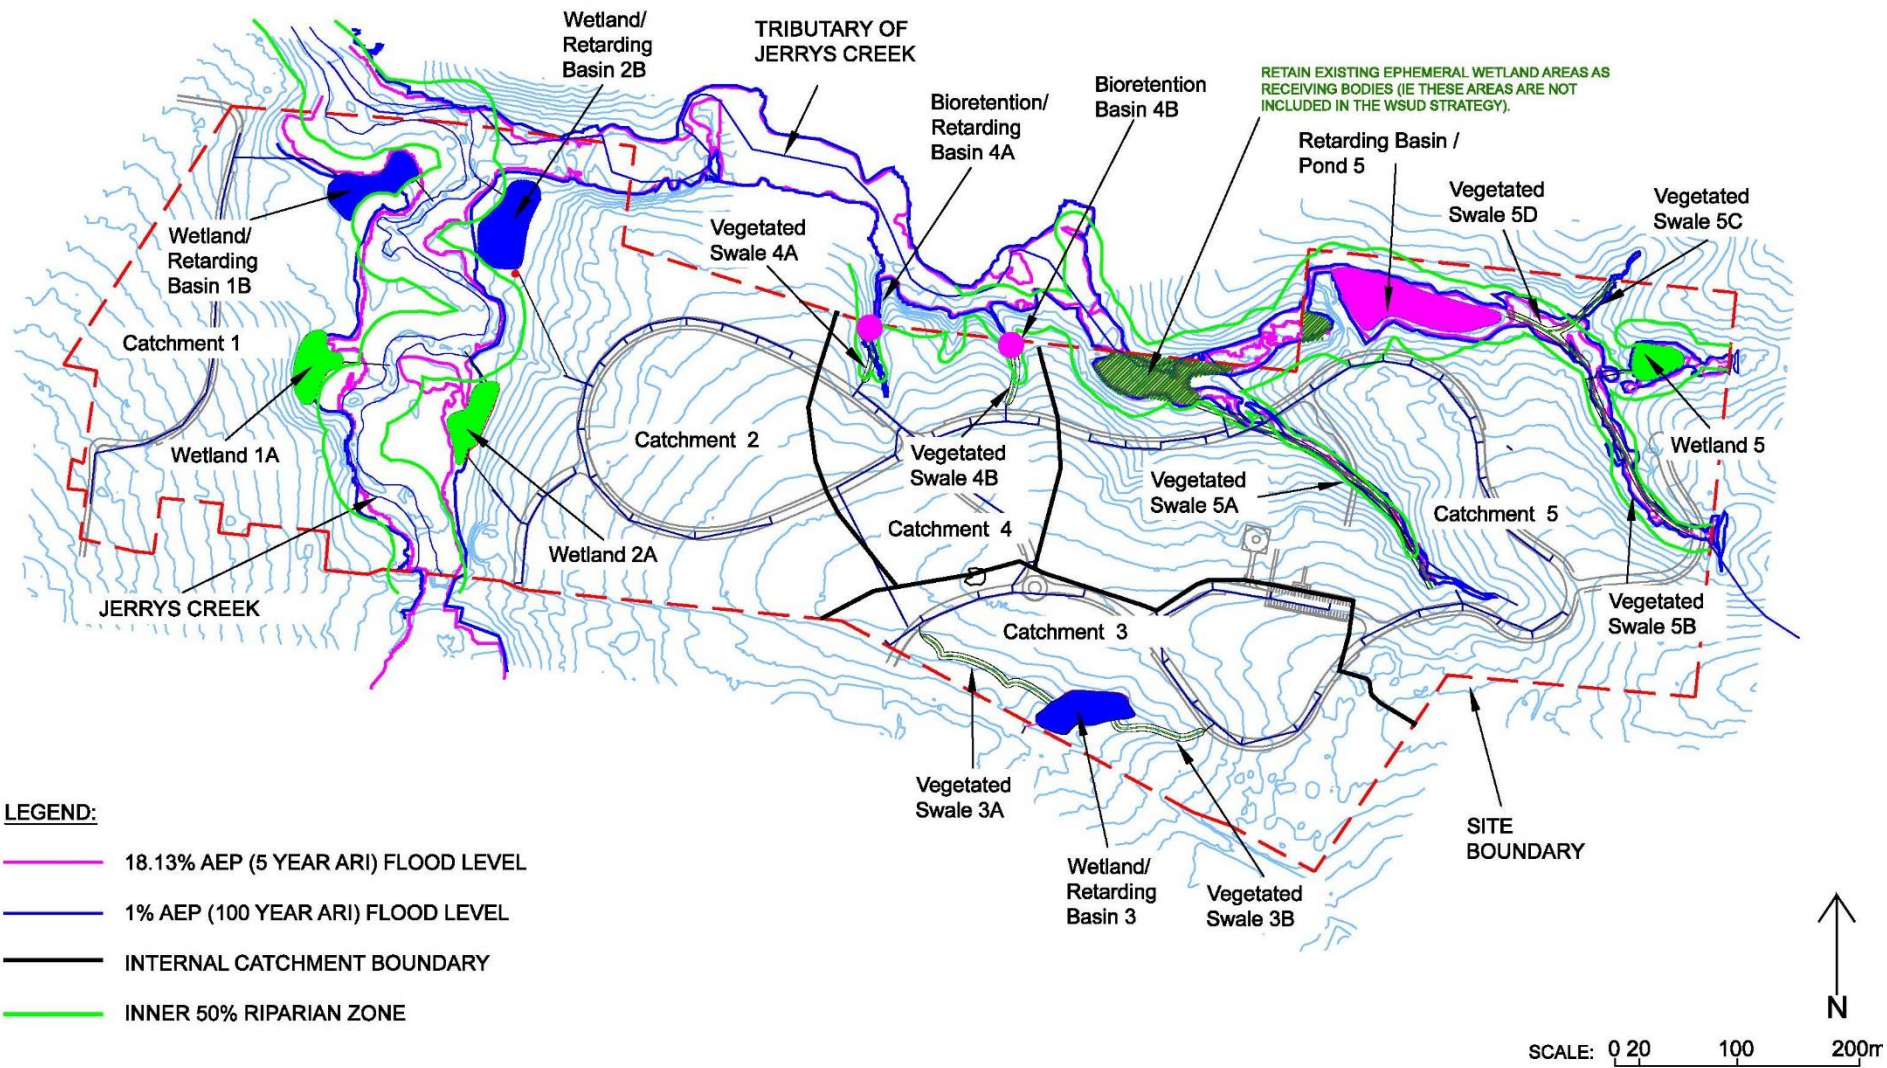 Wetland/
Retarding
Basin 2B
TRIBUTARY OF
JERRYS CREEK
Bioretention/
Retarding
Basin 4A
Bioretention
Basin 4B
RETAIN EXISTING EPHEMERAL WETLAND AREAS AS
RECEIVING BODIES (IE THESE AREAS ARE NOT
INCLUDED IN THE WSUD STRATEGY).
Retarding Basin /
Pond 5
Vegetated
Swale 5D
Vegetated
Swale 5C
Wetland/
Retarding
Basin 1B
Vegetated
Swale 4A
Catchment 1
Wetland 1A
Catchment 2
Vegetated
Swale 4B
Wetland 5
Vegetated
Swale 5A
Catchment 5
Catchment 4
Wetland 2A
JERRYS CREEK
Catchment 3
Vegetated
Swale 5B
Vegetated
Swale 3A
SITE
BOUNDARY
Wetland/
Retarding
Basin 3
Vegetated
Swale 3B
LEGEND:
18.13% AEP (5 YEAR ARI) FLOOD LEVEL
1% AEP (100 YEAR ARI) FLOOD LEVEL
INTERNAL CATCHMENT BOUNDARY
INNER 50% RIPARIAN ZONE
N
SCALE: 0 20 100 200m